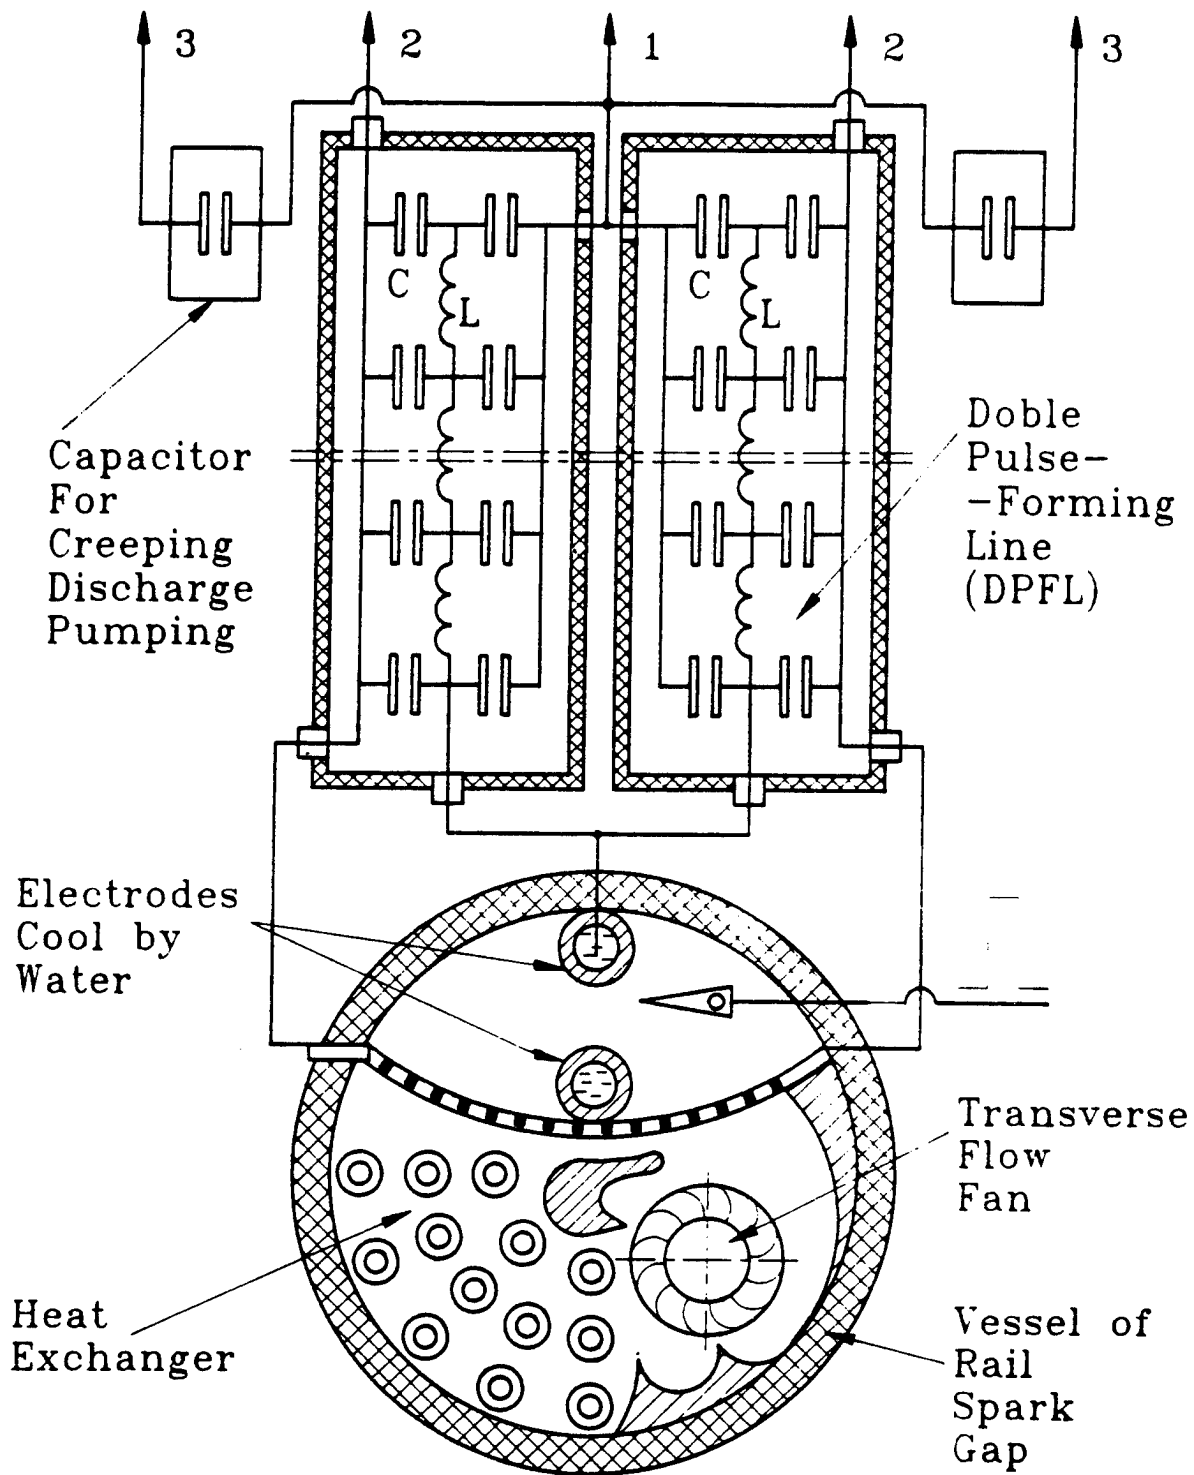 3
2
1
2
3
C
L
C
L
Capacitor
For
Creeping
Discharge
Pumping
Doble
Pulse-
-Forming
Line
(DPFL)
Electrodes
Cool by
Water
Transverse
Flow
Fan
Heat
Exchanger
Vessel of
Rail
Spark
Gap